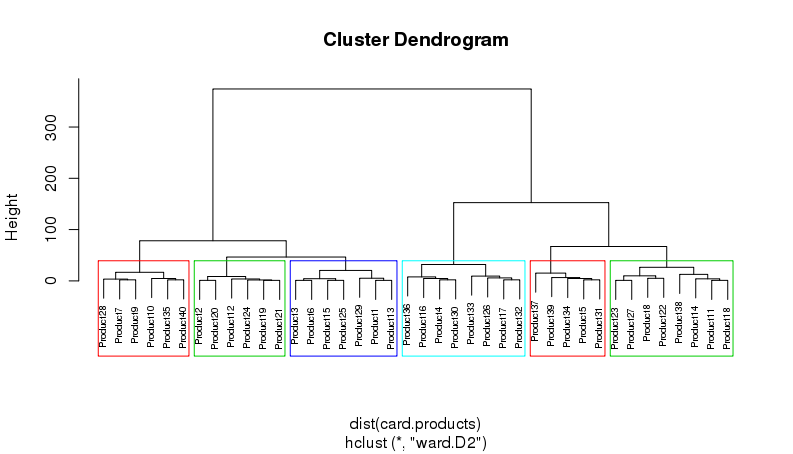 Cluster Dendrogram
Height
0
100
200
300
Product28
Product7
Product9
Product10
Product35
Product40
Product2
Product20
Product12
Product24
Product19
Product21
Product3
Product6
Product15
Product25
Product29
Product1
Product13
Product36
Product16
Product4
Product30
Product33
Product26
Product17
Product32
Product37
Product39
Product34
Product5
Product31
Product23
Product27
Product8
Product22
Product38
Product14
Product11
Product18
dist(card.products)
hclust (*, "ward.D2")